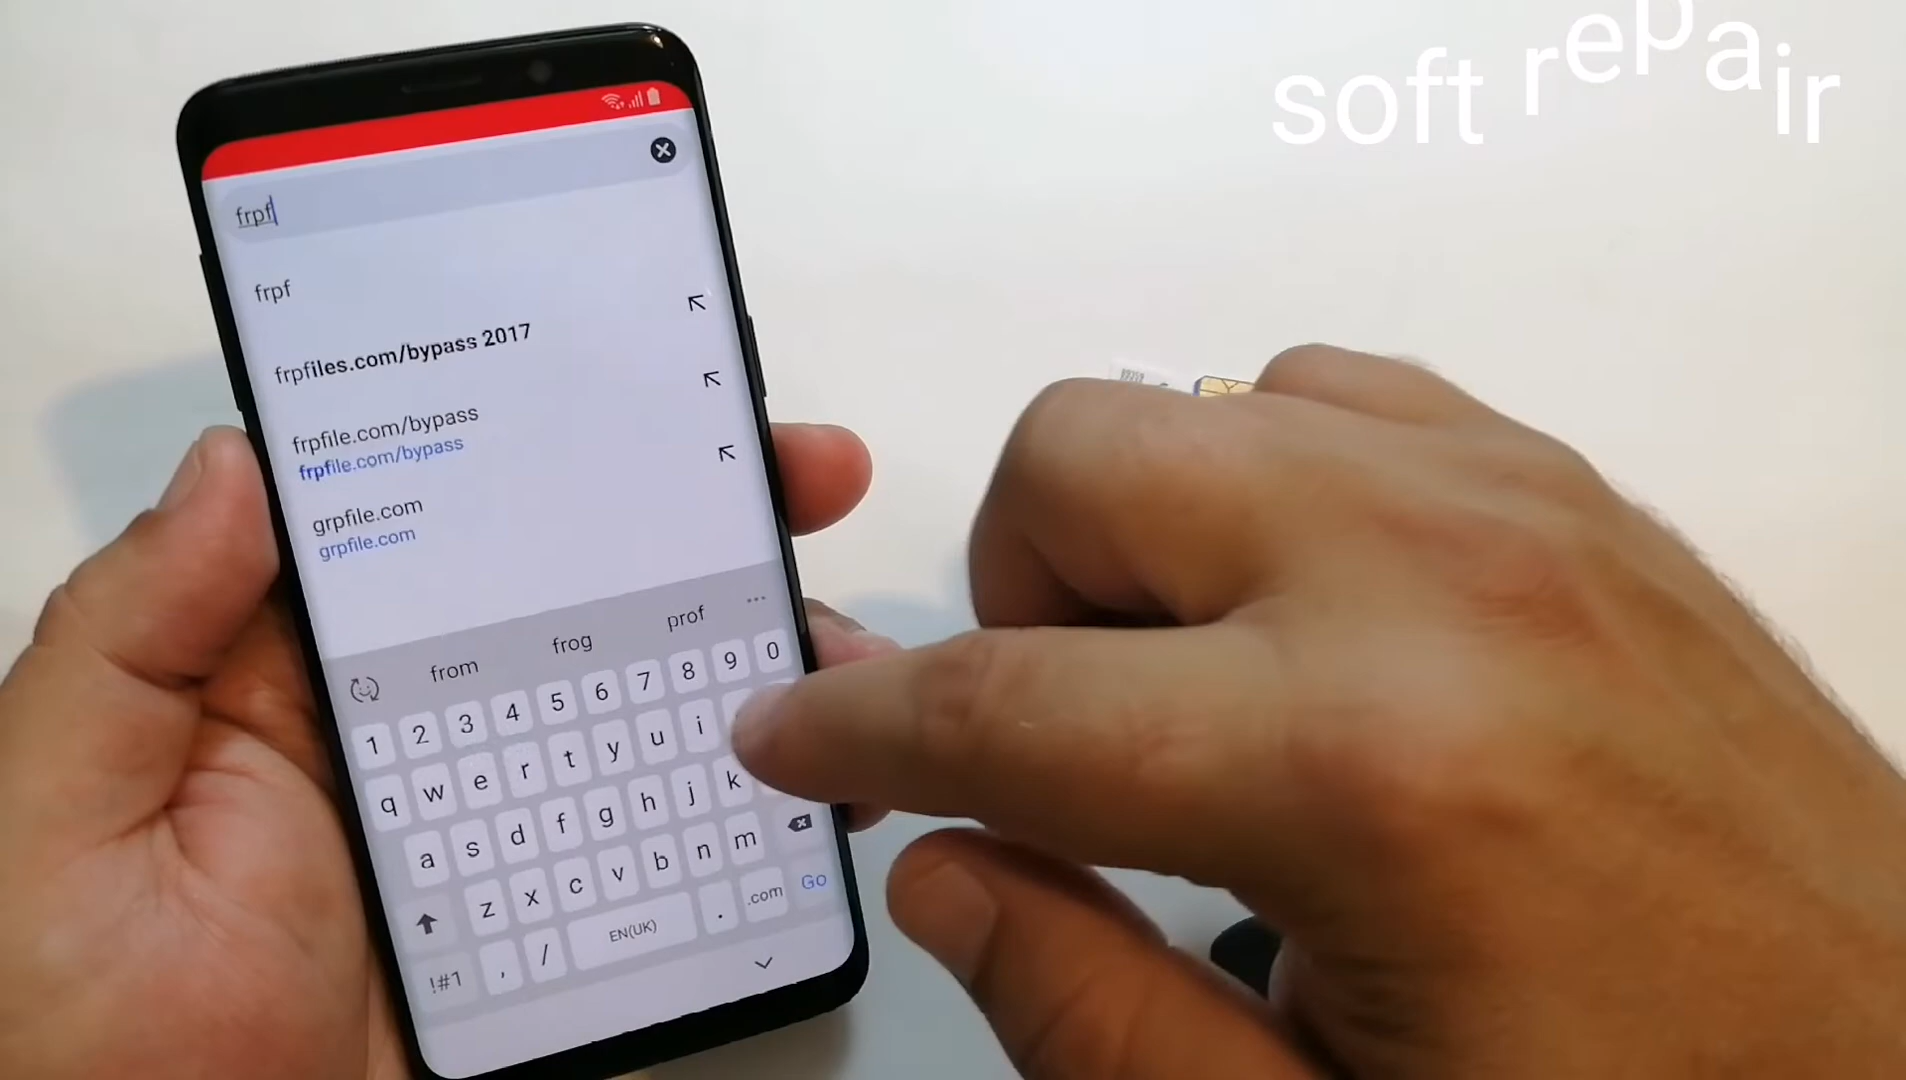 soft repair
frpf
frpf
frpfiles.com/bypass 2017
frpfile.com/bypass
frpfile.com/bypass
grpfile.com
grpfile.com
from frog prof ...
1 2 3 4 5 6 7 8 9 0
q w e r t y u i
a s d f g h j k
z x c v b n m
!#1 , / EN(UK) . .com Go